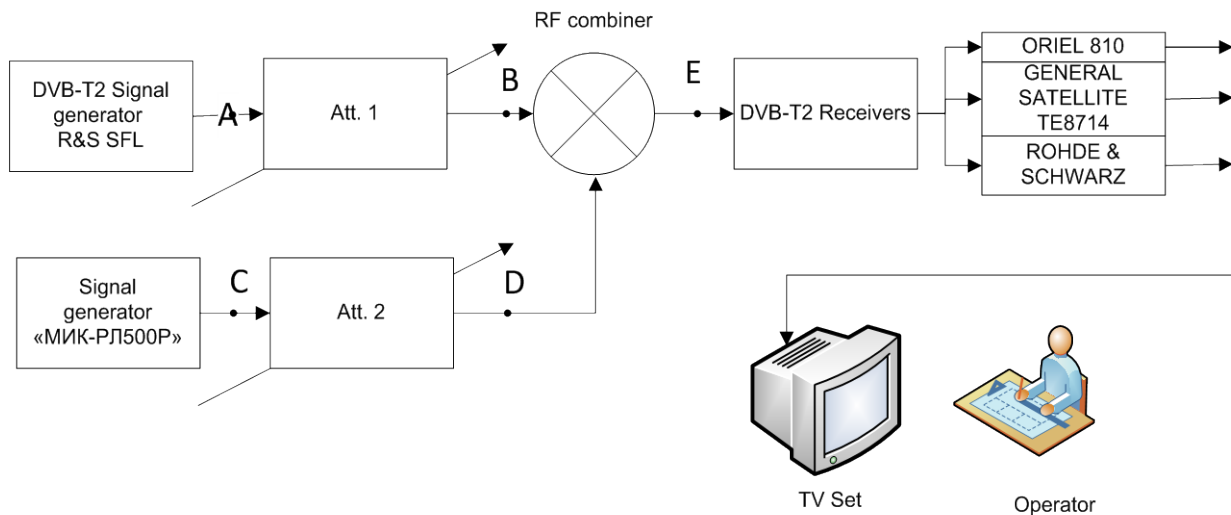 RF combiner
DVB-T2 Signal
generator
R&S SFL
A
Att. 1
B
E
DVB-T2 Receivers
ORIEL 810
GENERAL
SATELLITE
TE8714
ROHDE &
SCHWARZ
Signal
generator
«МИК-РЛ500Р»
C
Att. 2
D
TV Set
Operator